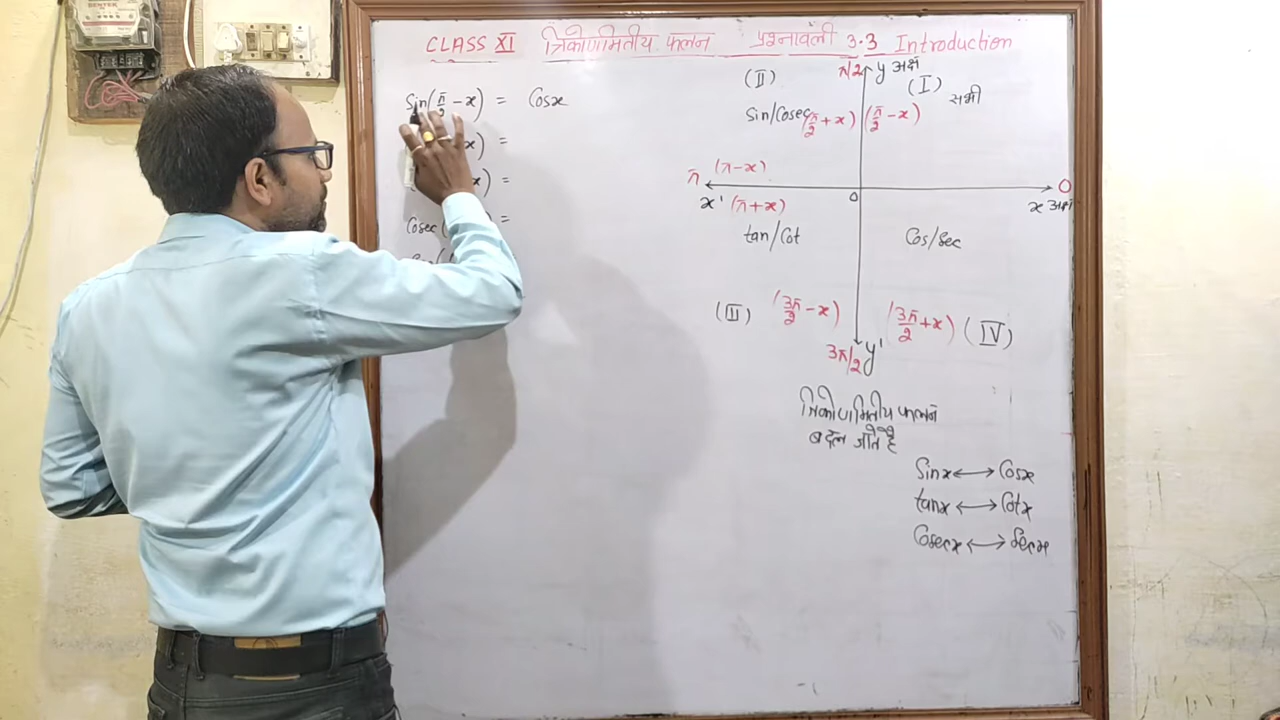 CLASS XI त्रिकोणमितीय फलन प्रश्नावली 3.3 Introduction
Sin(π/2 - x) = Cosx
x) =
x) =
Cosec ( ) =
π/2 y अक्ष
(II) (I) सभी
Sin/Cosec (π/2 + x) (π/2 - x)
π (π - x) 0
x' (π + x) 0 x अक्ष
tan/Cot Cos/Sec
(III) (3π/2 - x) (3π/2 + x) (IV)
3π/2 y'
त्रिकोणमितीय फलन
बदल जाते है
Sinx ⟷ Cosx
tanx ⟷ Cotx
Cosecx ⟷ Secx